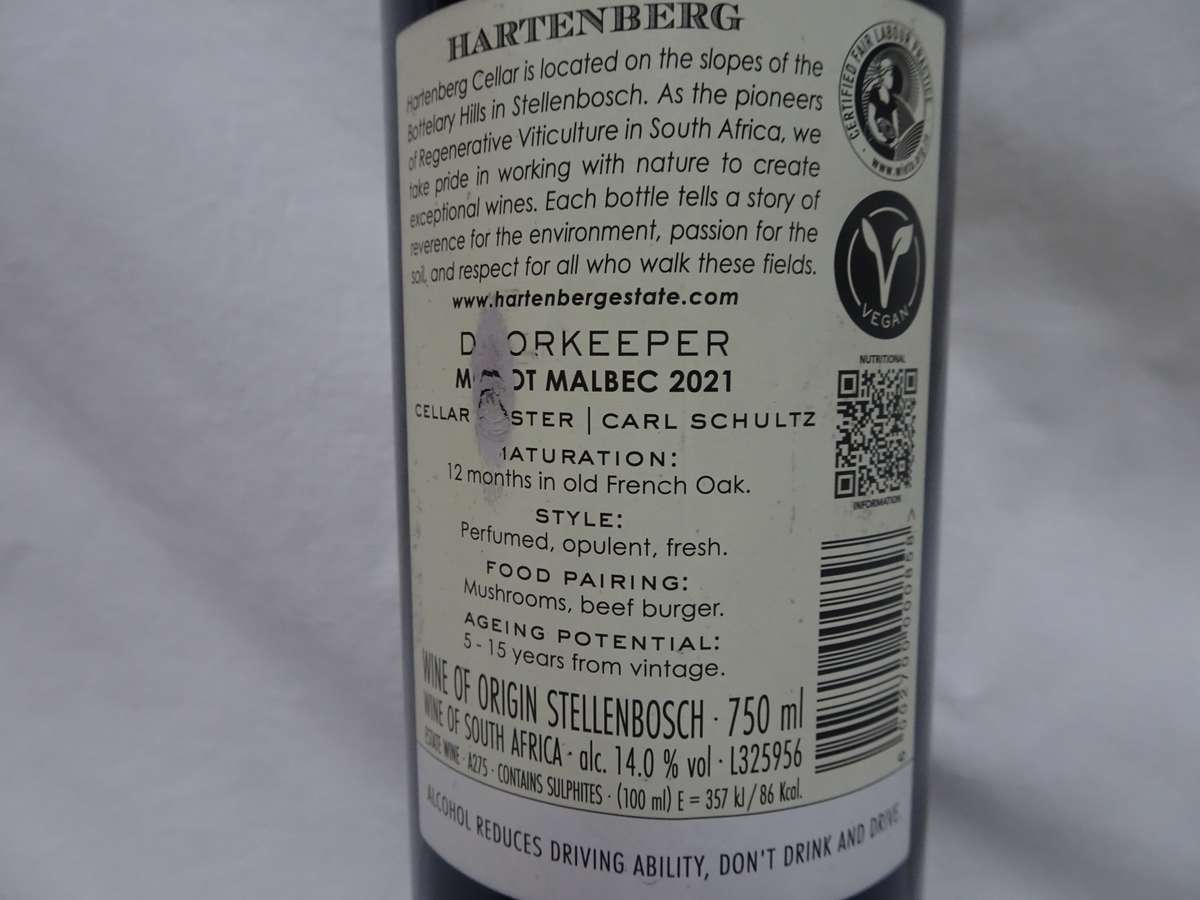 HARTENBERG
Hartenberg Cellar is located on the slopes of the
Bottelary Hills in Stellenbosch. As the pioneers
of Regenerative Viticulture in South Africa, we
take pride in working with nature to create
exceptional wines. Each bottle tells a story of
reverence for the environment, passion for the
soil, and respect for all who walk these fields.
www.hartenbergestate.com
D ORKEEPER
M OT MALBEC 2021
CELLAR STER | CARL SCHULTZ
MATURATION:
12 months in old French Oak.
STYLE:
Perfumed, opulent, fresh.
FOOD PAIRING:
Mushrooms, beef burger.
AGEING POTENTIAL:
5 - 15 years from vintage.
WINE OF ORIGIN STELLENBOSCH · 750 ml
WINE OF SOUTH AFRICA · alc. 14.0 % vol · L325956
ESTATE WINE · A275 · CONTAINS SULPHITES · (100 ml) E = 357 kJ/86 Kcal.
ALCOHOL REDUCES DRIVING ABILITY, DON'T DRINK AND DRIVE.
CERTIFIED FAIR LABOUR PRACTICE
VEGAN
NUTRITIONAL
INFORMATION